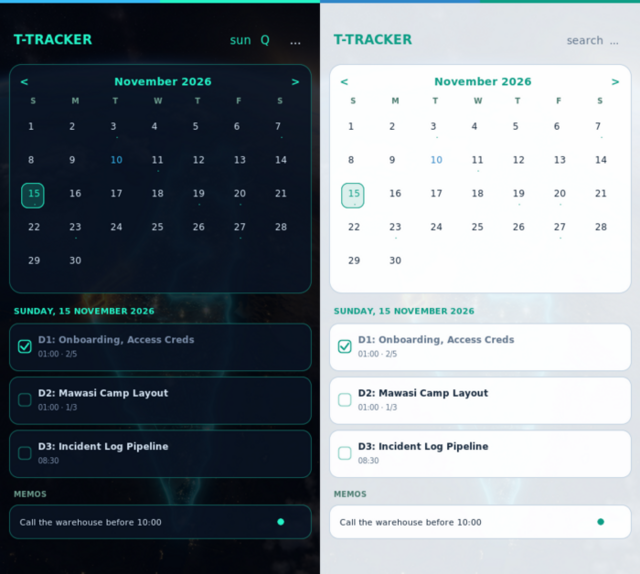 T-TRACKER sun Q ...
< November 2026 >
S M T W T F S
1 2 3 4 5 6 7
8 9 10 11 12 13 14
15 16 17 18 19 20 21
22 23 24 25 26 27 28
29 30
SUNDAY, 15 NOVEMBER 2026
D1: Onboarding, Access Creds
01:00 · 2/5
D2: Mawasi Camp Layout
01:00 · 1/3
D3: Incident Log Pipeline
08:30
MEMOS
Call the warehouse before 10:00
T-TRACKER search ...
< November 2026 >
S M T W T F S
1 2 3 4 5 6 7
8 9 10 11 12 13 14
15 16 17 18 19 20 21
22 23 24 25 26 27 28
29 30
SUNDAY, 15 NOVEMBER 2026
D1: Onboarding, Access Creds
01:00 · 2/5
D2: Mawasi Camp Layout
01:00 · 1/3
D3: Incident Log Pipeline
08:30
MEMOS
Call the warehouse before 10:00